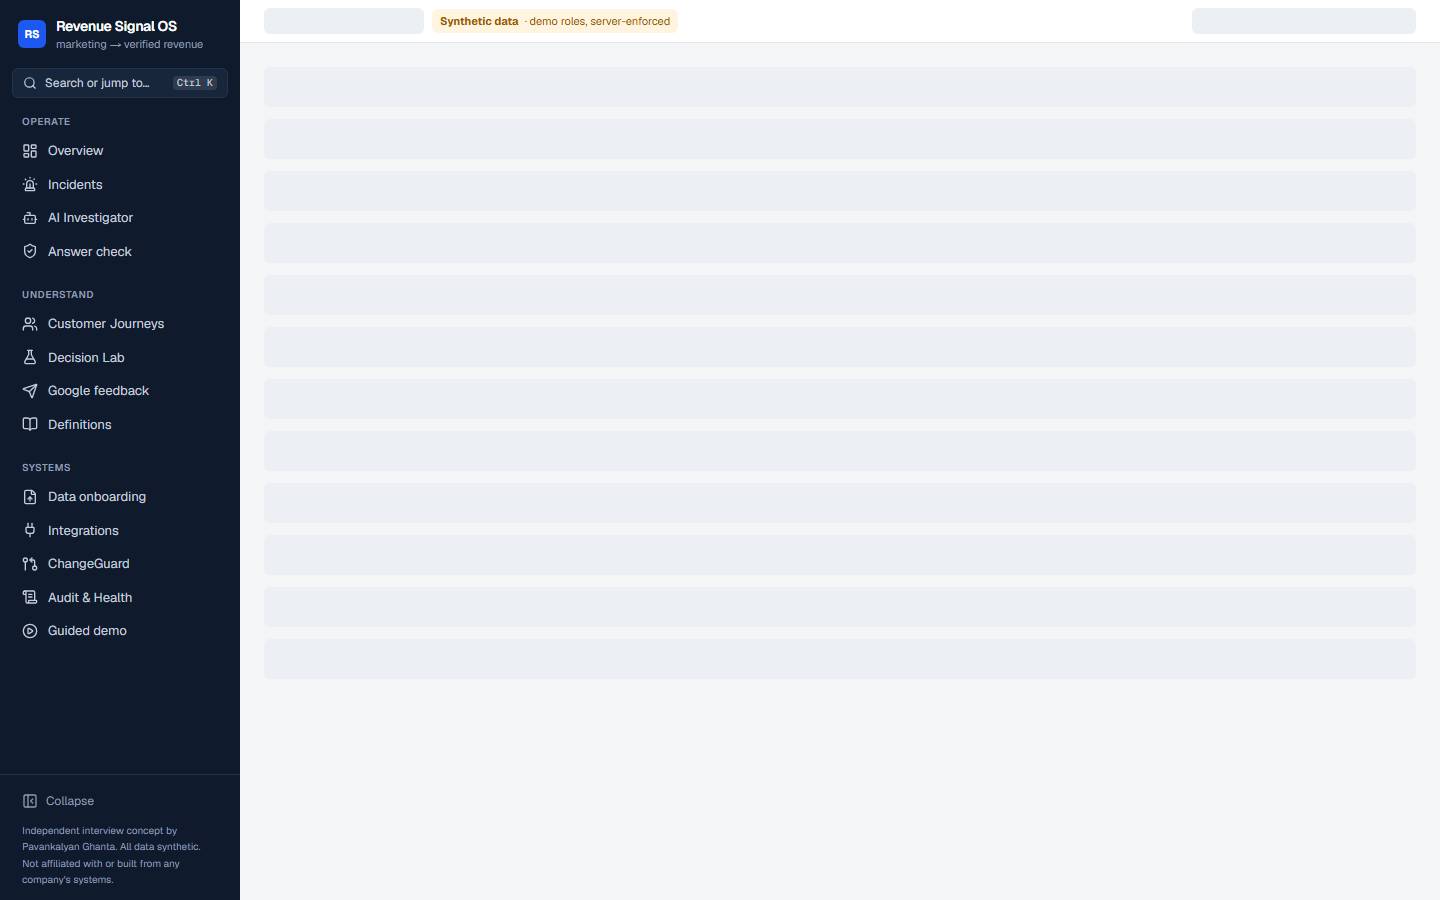 RS
Revenue Signal OS
marketing → verified revenue
Search or jump to...
Ctrl K
OPERATE
Overview
Incidents
AI Investigator
Answer check
UNDERSTAND
Customer Journeys
Decision Lab
Google feedback
Definitions
SYSTEMS
Data onboarding
Integrations
ChangeGuard
Audit & Health
Guided demo
Collapse
Independent interview concept by
Pavankalyan Ghanta. All data synthetic.
Not affiliated with or built from any
company's systems.
Synthetic data · demo roles, server-enforced